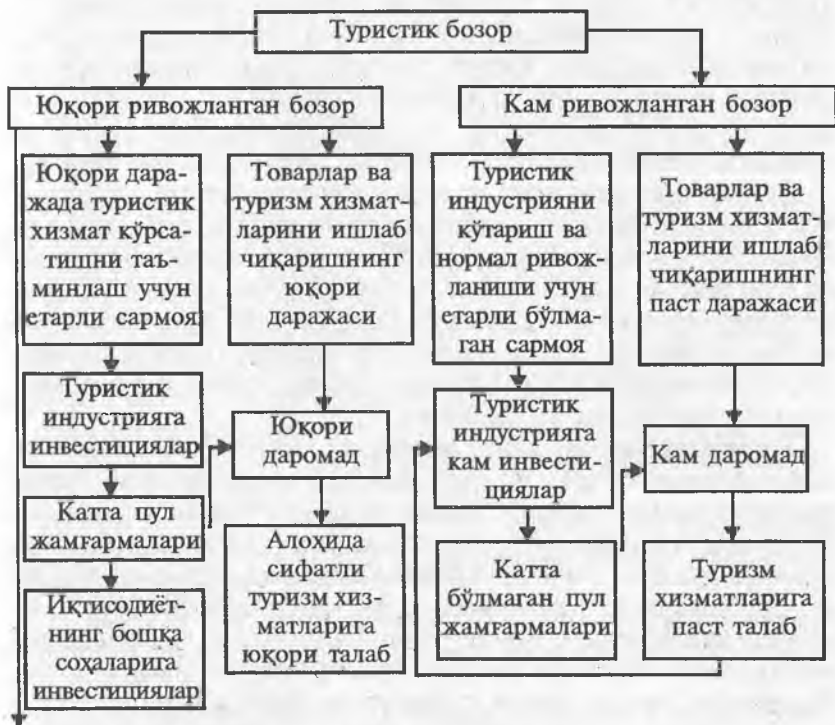 Туристик бозор
Юқори ривожланган бозор
Кам ривожланган бозор
Юқори дара-
жада туристик
хизмат кўрса-
тишни таъ-
минлаш учун
етарли сармоя
Товарлар ва
туризм хизмат-
ларини ишлаб
чиқаришнинг
юқори
даражаси
Туристик
индустрияни
кўтариш ва
нормал ривож-
ланиши учун
етарли бўлма-
ган сармоя
Товарлар ва
туризм хизмат-
ларини ишлаб
чиқаришнинг
паст даражаси
Туристик
индустрияга
инвестициялар
Юқори
даромад
Туристик
индустрияга
кам инвести-
циялар
Кам даромад
Катта пул
жамғармалари
Алоҳида
сифатли
туризм хиз-
матларига
юқори талаб
Катта
бўлмаган пул
жамғармалари
Туризм
хизматларига
паст талаб
Иқтисодиёт-
нинг бошқа
соҳаларига
инвестициялар